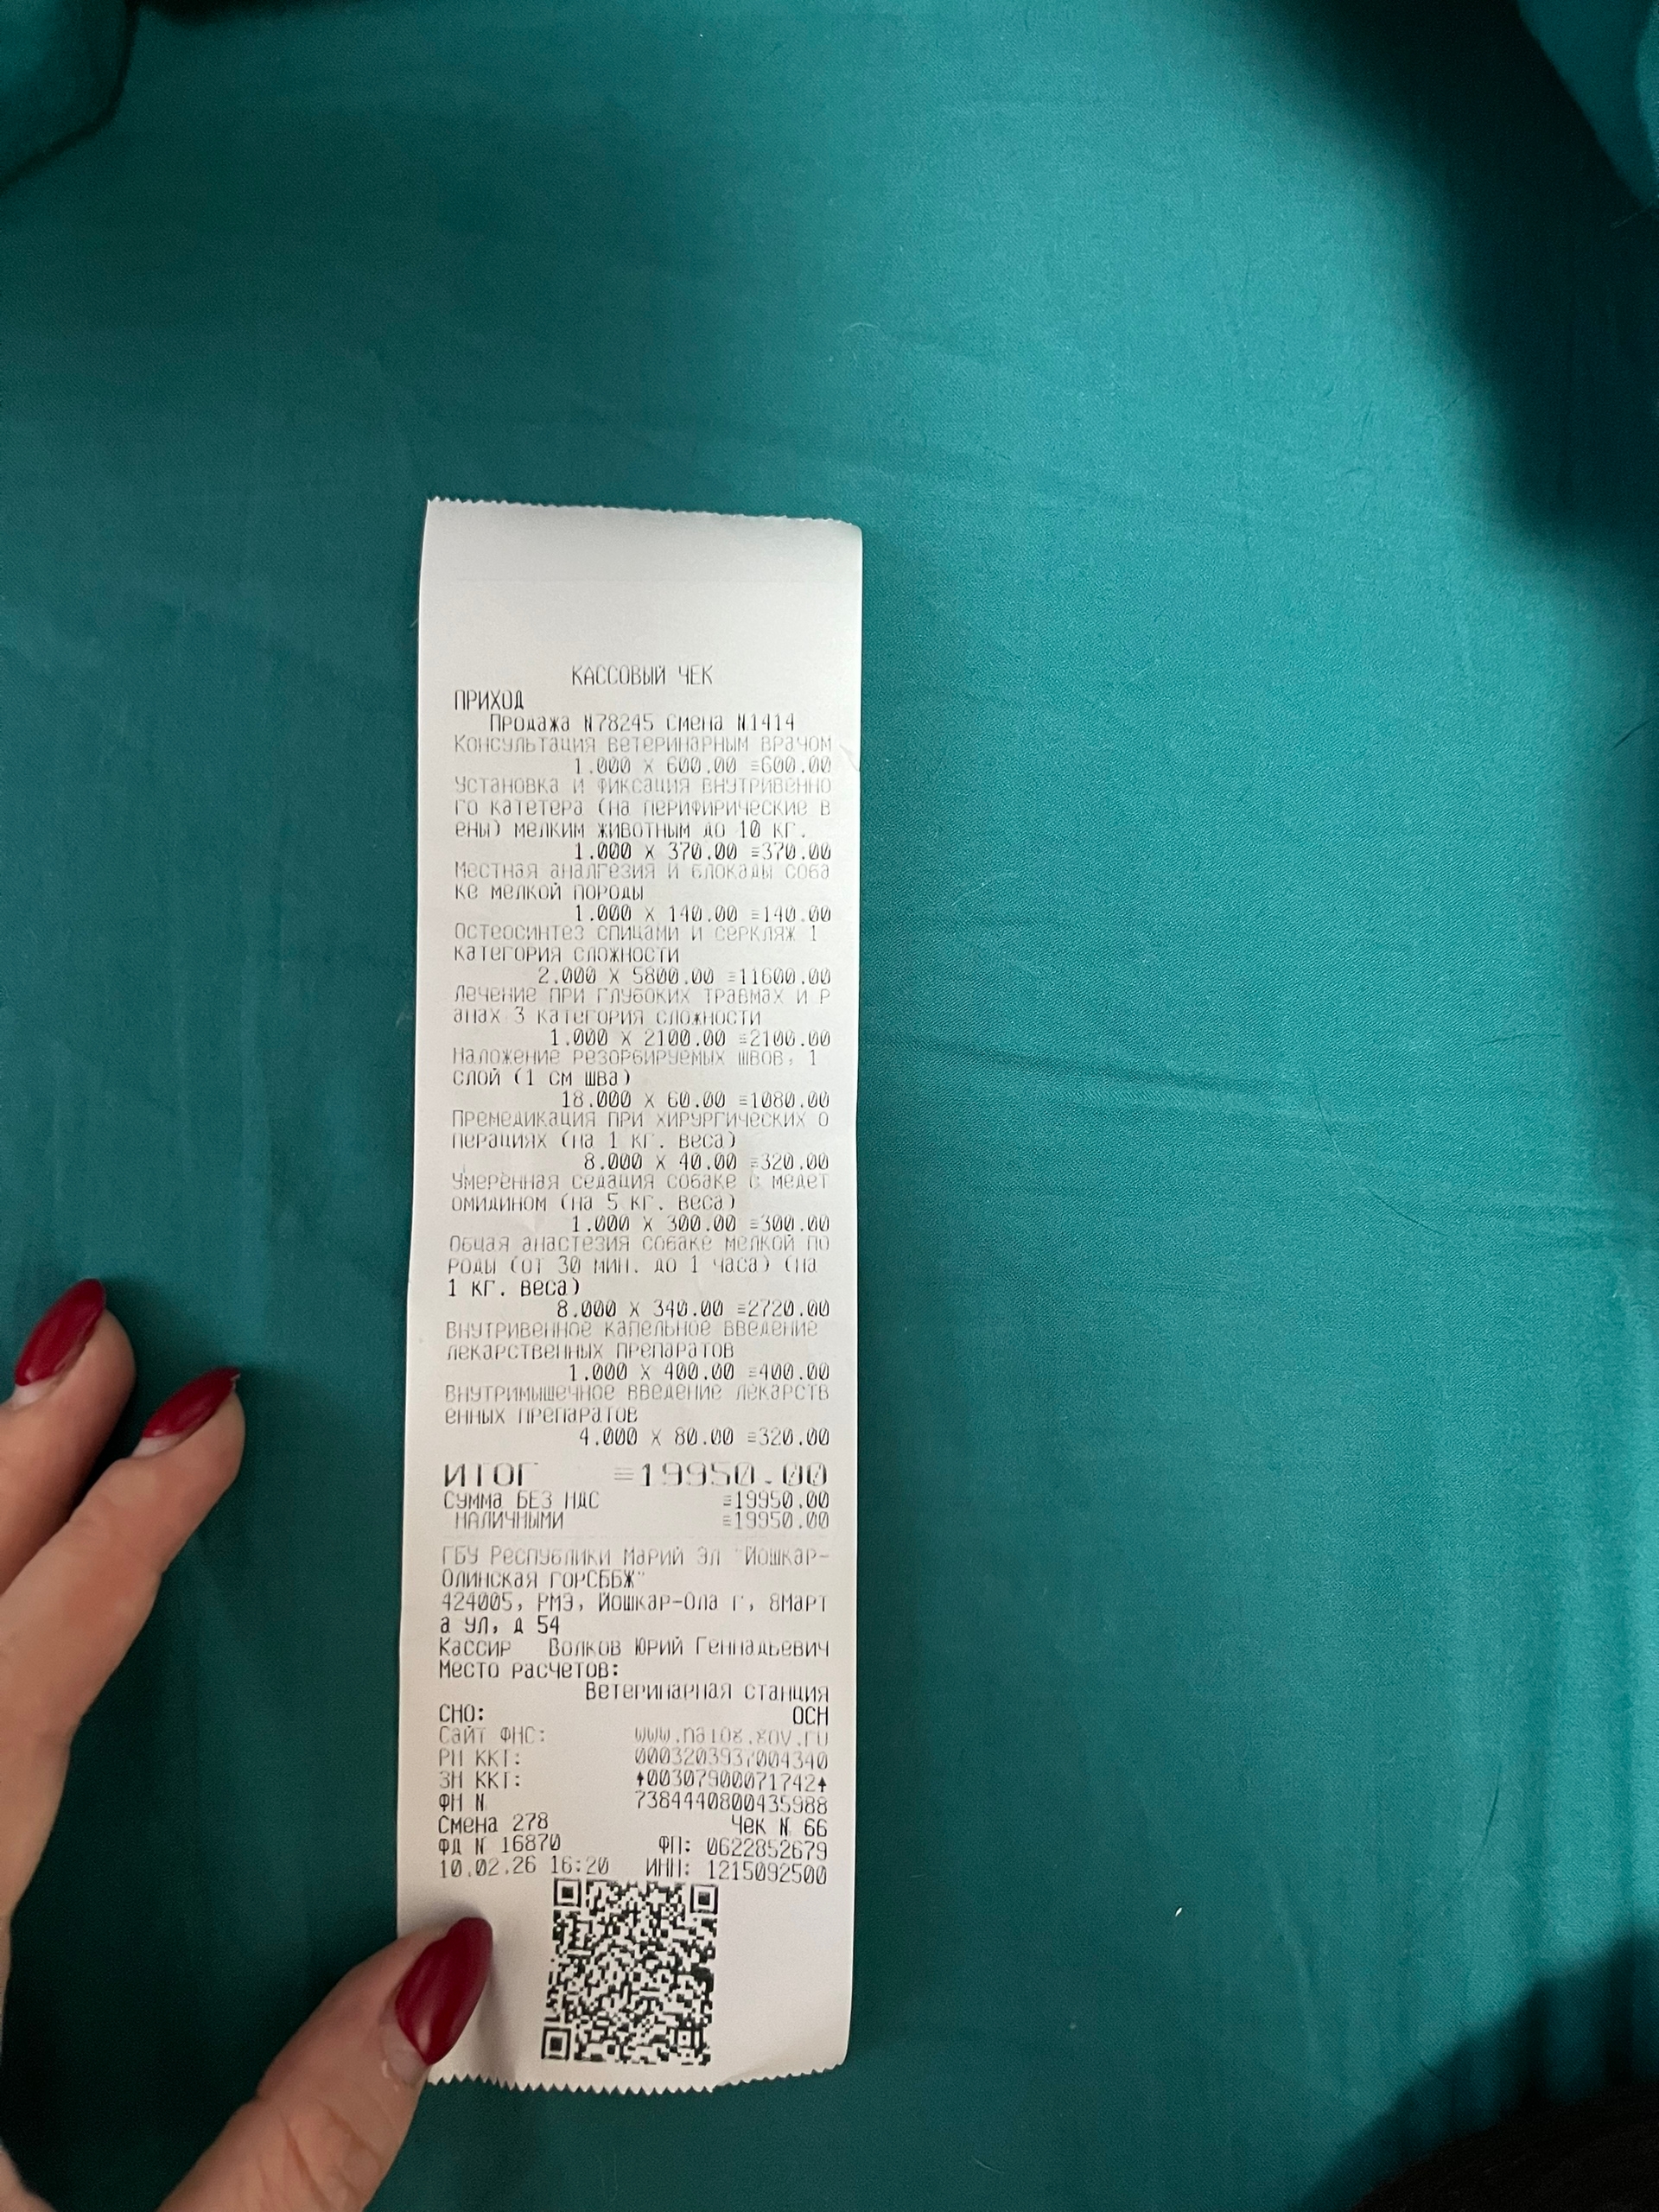 КАССОВЫЙ ЧЕК
ПРИХОД
Продажа N78245 Смена N1414
Консультация ветеринарным врачом
1.000 X 600.00 =600.00
Установка и фиксация внутривенно
го катетера (на перифирические в
ены) мелким животным до 10 кг.
1.000 X 370.00 =370.00
Местная аналгезия и блокады соба
ке мелкой породы
1.000 X 140.00 =140.00
Остеосинтез спицами и серкляж 1
категория сложности
2.000 X 5800.00 =11600.00
Лечение при глубоких травмах и р
анах 3 категория сложности
1.000 X 2100.00 =2100.00
Наложение резорбируемых швов, 1
слой (1 см шва)
18.000 X 60.00 =1080.00
Премедикация при хирургических о
перациях (на 1 кг. веса)
8.000 X 40.00 =320.00
Умеренная седация собаке с медет
омидином (на 5 кг. веса)
1.000 X 300.00 =300.00
Общая анастезия собаке мелкой по
роды (от 30 мин. до 1 часа) (на
1 кг. веса)
8.000 X 340.00 =2720.00
Внутривенное капельное введение
лекарственных препаратов
1.000 X 400.00 =400.00
Внутримышечное введение лекарств
енных препаратов
4.000 X 80.00 =320.00
ИТОГ =19950.00
СУММА БЕЗ НДС =19950.00
НАЛИЧНЫМИ =19950.00
ГБУ Республики Марий Эл "Йошкар-
Олинская ГОРСББЖ"
424005, РМЭ, Йошкар-Ола г, 8Март
а ул, д 54
Кассир Волков Юрий Геннадьевич
Место расчетов:
Ветеринарная станция
СНО: ОСН
Сайт ФНС: www.nalog.gov.ru
РН ККТ: 0003203937004340
ЗН ККТ: 00307900071742
ФН N 7384440800435988
Смена 278 Чек N 66
ФД N 16870 ФП: 0622852679
10.02.26 16:20 ИНН: 1215092500